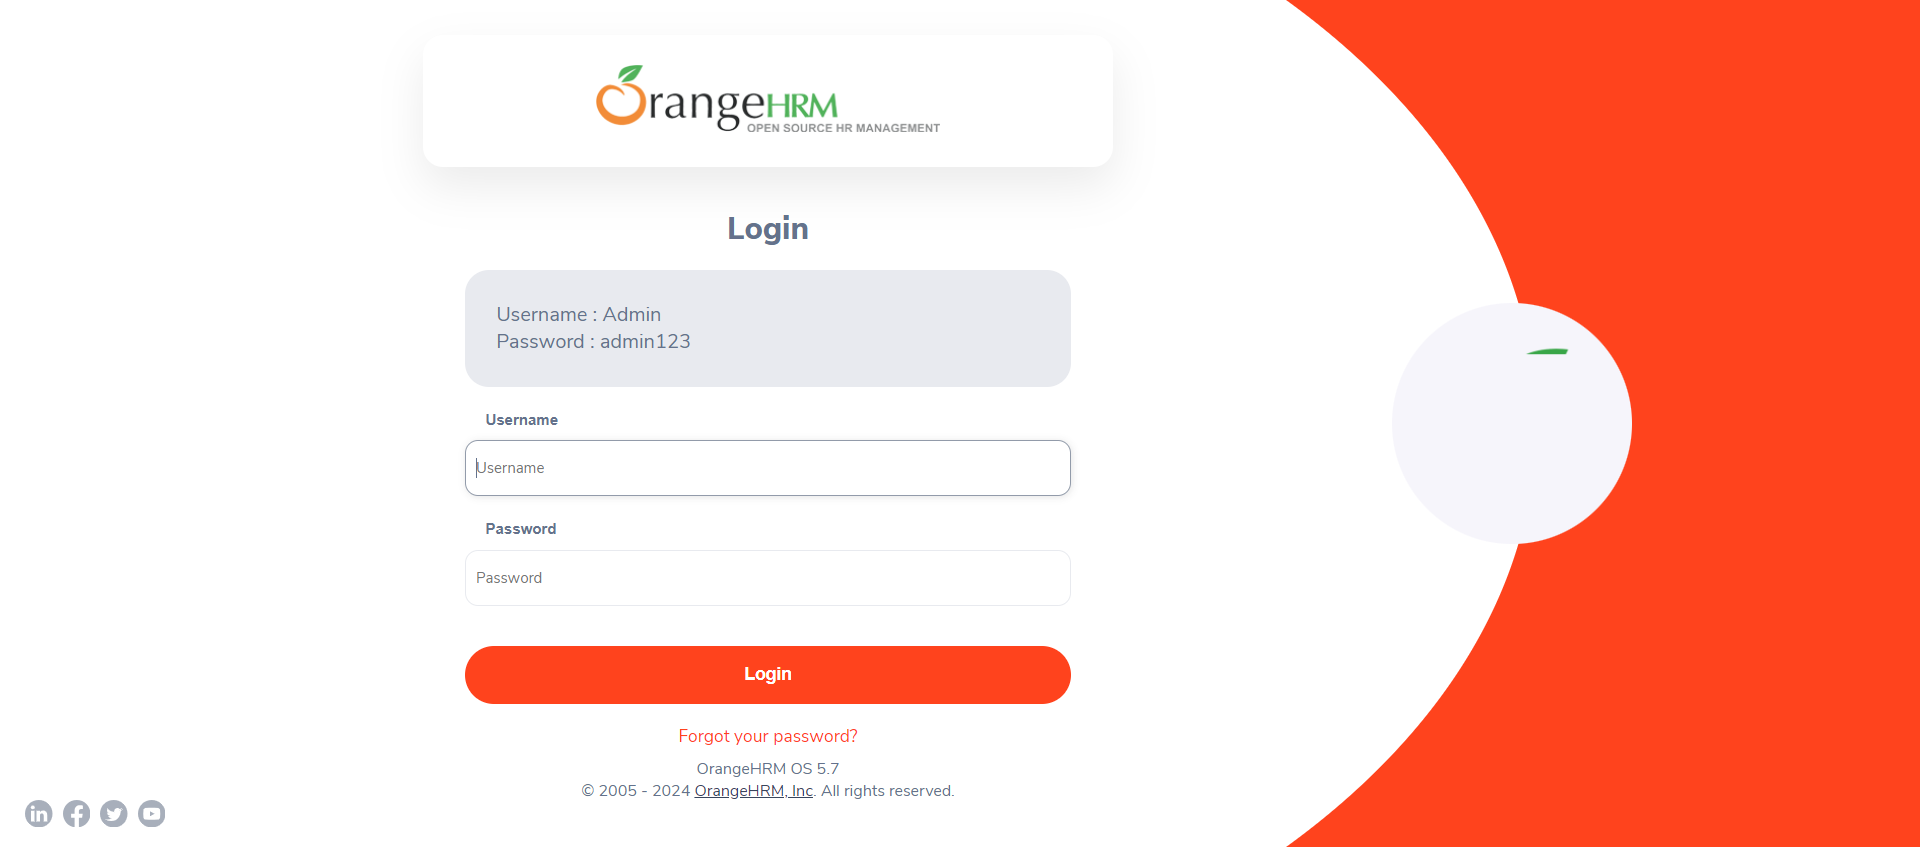 OrangeHRM
OPEN SOURCE HR MANAGEMENT
Login
Username : Admin
Password : admin123
Username
Username
Password
Password
Login
Forgot your password?
OrangeHRM OS 5.7
© 2005 - 2024 OrangeHRM, Inc. All rights reserved.